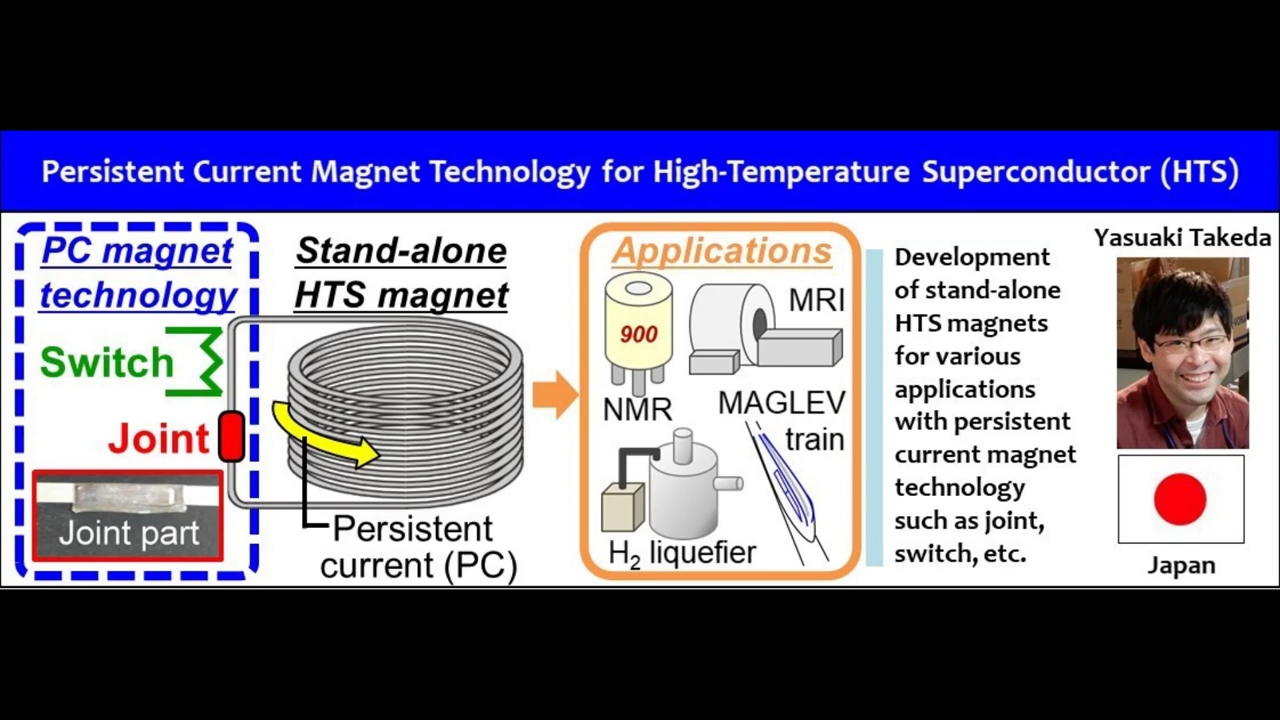 Persistent Current Magnet Technology for High-Temperature Superconductor (HTS)
PC magnet
technology
Switch
Joint
Joint part
Stand-alone
HTS magnet
Persistent
current (PC)
Applications
900
NMR
MRI
MAGLEV
train
H₂ liquefier
Development
of stand-alone
HTS magnets
for various
applications
with persistent
current magnet
technology
such as joint,
switch, etc.
Yasuaki Takeda
Japan